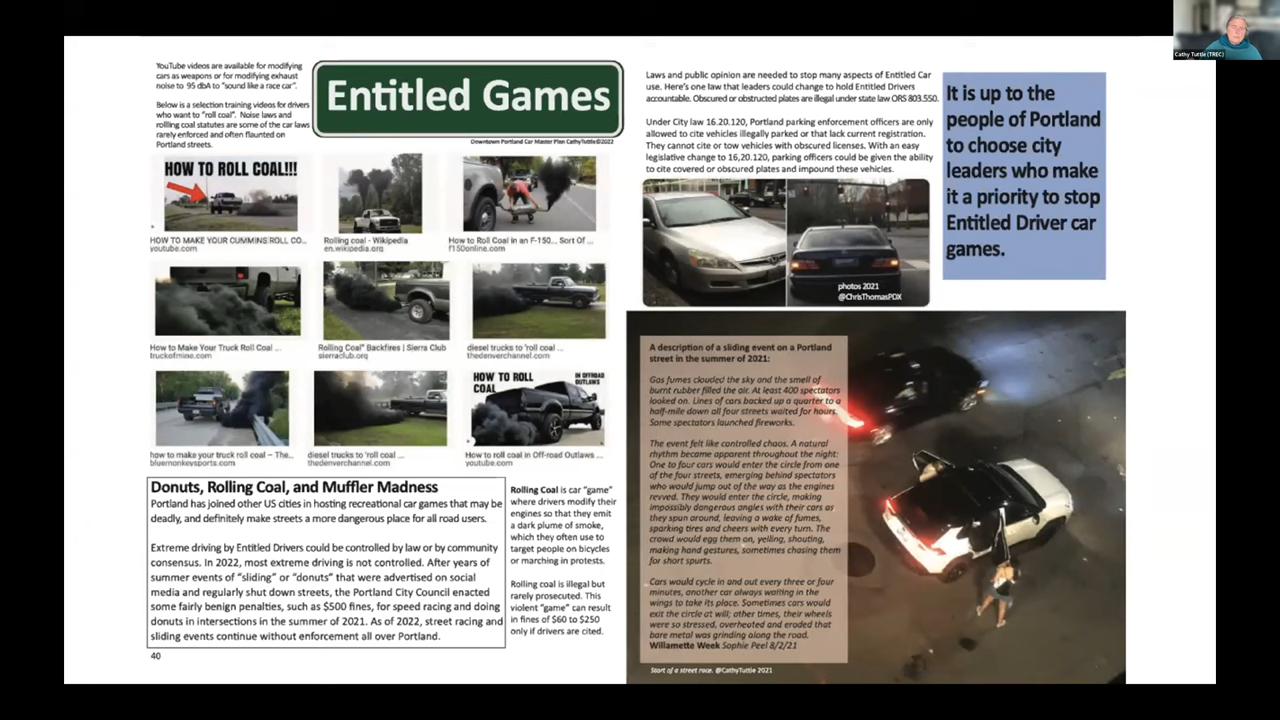 Cathy Tuttle (TREC)
YouTube videos are available for modifying
cars as weapons or for modifying exhaust
noise to 95 dbA to "sound like a race car".
Below is a selection training videos for drivers
who want to "roll coal". Noise laws and
rollling coal statutes are some of the car laws
rarely enforced and often flaunted on
Portland streets.
Entitled Games
Downtown Portland Car Master Plan CathyTuttle©2022
HOW TO ROLL COAL!!!
HOW TO MAKE YOUR CUMMINS ROLL CO...
youtube.com
Rolling coal - Wikipedia
en.wikipedia.org
How to Roll Coal in an F-150... Sort Of ...
f150online.com
How to Make Your Truck Roll Coal ...
truckofmine.com
Rolling Coal" Backfires | Sierra Club
sierraclub.org
diesel trucks to 'roll coal ...
thedenverchannel.com
how to make your truck roll coal – The...
bluemonkeysports.com
diesel trucks to 'roll coal ...
thedenverchannel.com
HOW TO ROLL
COAL
IN OFFROAD
OUTLAWS
How to roll coal in Off-road Outlaws ...
youtube.com
Donuts, Rolling Coal, and Muffler Madness
Portland has joined other US cities in hosting recreational car games that may be
deadly, and definitely make streets a more dangerous place for all road users.
Extreme driving by Entitled Drivers could be controlled by law or by community
consensus. In 2022, most extreme driving is not controlled. After years of
summer events of "sliding" or "donuts" that were advertised on social
media and regularly shut down streets, the Portland City Council enacted
some fairly benign penalties, such as $500 fines, for speed racing and doing
donuts in intersections in the summer of 2021. As of 2022, street racing and
sliding events continue without enforcement all over Portland.
40
Rolling Coal is car "game"
where drivers modify their
engines so that they emit
a dark plume of smoke,
which they often use to
target people on bicycles
or marching in protests.
Rolling coal is illegal but
rarely prosecuted. This
violent "game" can result
in fines of $60 to $250
only if drivers are cited.
Laws and public opinion are needed to stop many aspects of Entitled Car
use. Here's one law that leaders could change to hold Entitled Drivers
accountable. Obscured or obstructed plates are illegal under state law ORS 803.550.
Under City law 16.20.120, Portland parking enforcement officers are only
allowed to cite vehicles illegally parked or that lack current registration.
They cannot cite or tow vehicles with obscured licenses. With an easy
legislative change to 16,20.120, parking officers could be given the ability
to cite covered or obscured plates and impound these vehicles.
photos 2021
@ChrisThomasPDX
It is up to the
people of Portland
to choose city
leaders who make
it a priority to stop
Entitled Driver car
games.
A description of a sliding event on a Portland
street in the summer of 2021:
Gas fumes clouded the sky and the smell of
burnt rubber filled the air. At least 400 spectators
looked on. Lines of cars backed up a quarter to a
half-mile down all four streets waited for hours.
Some spectators launched fireworks.
The event felt like controlled chaos. A natural
rhythm became apparent throughout the night:
One to four cars would enter the circle from one
of the four streets, emerging behind spectators
who would jump out of the way as the engines
revved. They would enter the circle, making
impossibly dangerous angles with their cars as
they spun around, leaving a wake of fumes,
sparking tires and cheers with every turn. The
crowd would egg them on, yelling, shouting,
making hand gestures, sometimes chasing them
for short spurts.
Cars would cycle in and out every three or four
minutes, another car always waiting in the
wings to take its place. Sometimes cars would
exit the circle at will; other times, their wheels
were so stressed, overheated and eroded that
bare metal was grinding along the road.
Willamette Week Sophie Peel 8/2/21
Start of a street race. @CathyTuttle 2021